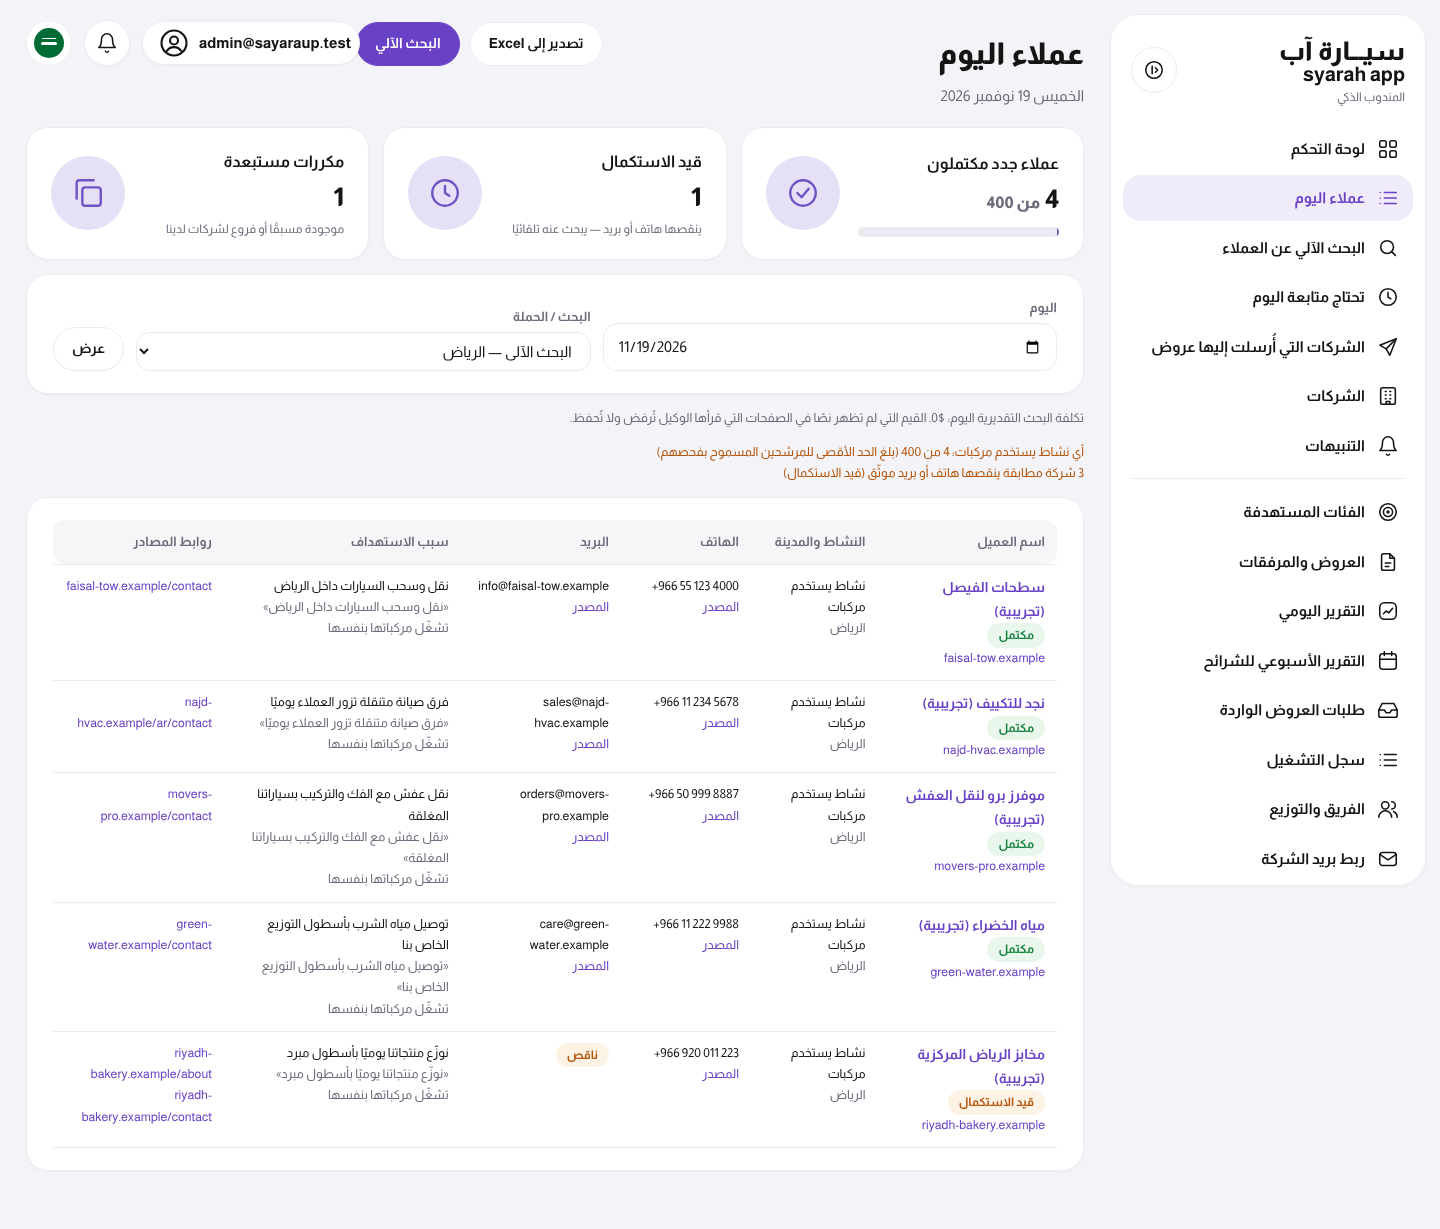 سيــارة آب
syarah app
المندوب الذكي
لوحة التحكم
عملاء اليوم
البحث الآلي عن العملاء
تحتاج متابعة اليوم
الشركات التي أُرسلت إليها عروض
الشركات
التنبيهات
الفئات المستهدفة
العروض والمرفقات
التقرير اليومي
التقرير الأسبوعي للشرائح
طلبات العروض الواردة
سجل التشغيل
الفريق والتوزيع
ربط بريد الشركة
عملاء اليوم
الخميس 19 نوفمبر 2026
تصدير إلى Excel
البحث الآلي
admin@sayaraup.test
عملاء جدد مكتملون
4 من 400
قيد الاستكمال
1
ينقصها هاتف أو بريد — يبحث عنه تلقائيًا
مكررات مستبعدة
1
موجودة مسبقًا أو فروع لشركات لدينا
اليوم
11/19/2026
البحث / الحملة
البحث الآلي — الرياض
عرض
تكلفة البحث التقديرية اليوم: $0. القيم التي لم تظهر نصًا في الصفحات التي قرأها الوكيل تُرفض ولا تُحفظ.
أي نشاط يستخدم مركبات: 4 من 400 (بلغ الحد الأقصى للمرشحين المسموح بفحصهم)
3 شركة مطابقة ينقصها هاتف أو بريد موثّق (قيد الاستكمال)
اسم العميل
النشاط والمدينة
الهاتف
البريد
سبب الاستهداف
روابط المصادر
سطحات الفيصل
(تجريبية)
مكتمل
faisal-tow.example
نشاط يستخدم
مركبات
الرياض
+966 55 123 4000
المصدر
info@faisal-tow.example
المصدر
نقل وسحب السيارات داخل الرياض
«نقل وسحب السيارات داخل الرياض»
تشغّل مركباتها بنفسها
faisal-tow.example/contact
نجد للتكييف (تجريبية)
مكتمل
najd-hvac.example
نشاط يستخدم
مركبات
الرياض
+966 11 234 5678
المصدر
sales@najd-
hvac.example
المصدر
فرق صيانة متنقلة تزور العملاء يوميًا
«فرق صيانة متنقلة تزور العملاء يوميًا»
تشغّل مركباتها بنفسها
najd-
hvac.example/ar/contact
موفرز برو لنقل العفش
(تجريبية)
مكتمل
movers-pro.example
نشاط يستخدم
مركبات
الرياض
+966 50 999 8887
المصدر
orders@movers-
pro.example
المصدر
نقل عفش مع الفك والتركيب بسياراتنا
المغلقة
«نقل عفش مع الفك والتركيب بسياراتنا
المغلقة»
تشغّل مركباتها بنفسها
movers-
pro.example/contact
مياه الخضراء (تجريبية)
مكتمل
green-water.example
نشاط يستخدم
مركبات
الرياض
+966 11 222 9988
المصدر
care@green-
water.example
المصدر
توصيل مياه الشرب بأسطول التوزيع
الخاص بنا
«توصيل مياه الشرب بأسطول التوزيع
الخاص بنا»
تشغّل مركباتها بنفسها
green-
water.example/contact
مخابز الرياض المركزية
(تجريبية)
قيد الاستكمال
riyadh-bakery.example
نشاط يستخدم
مركبات
الرياض
+966 920 011 223
المصدر
ناقص
نوزّع منتجاتنا يوميًا بأسطول مبرد
«نوزّع منتجاتنا يوميًا بأسطول مبرد»
تشغّل مركباتها بنفسها
riyadh-
bakery.example/about
riyadh-
bakery.example/contact